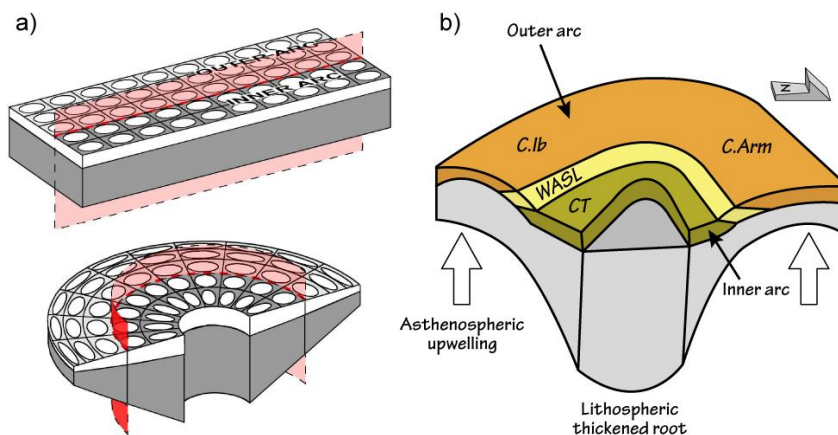 a)
OUTER ARC
INNER ARC
b)
Outer arc
N
C.Ib
C.Arm
WASL
CT
Inner arc
Asthenospheric
upwelling
Lithospheric
thickened root